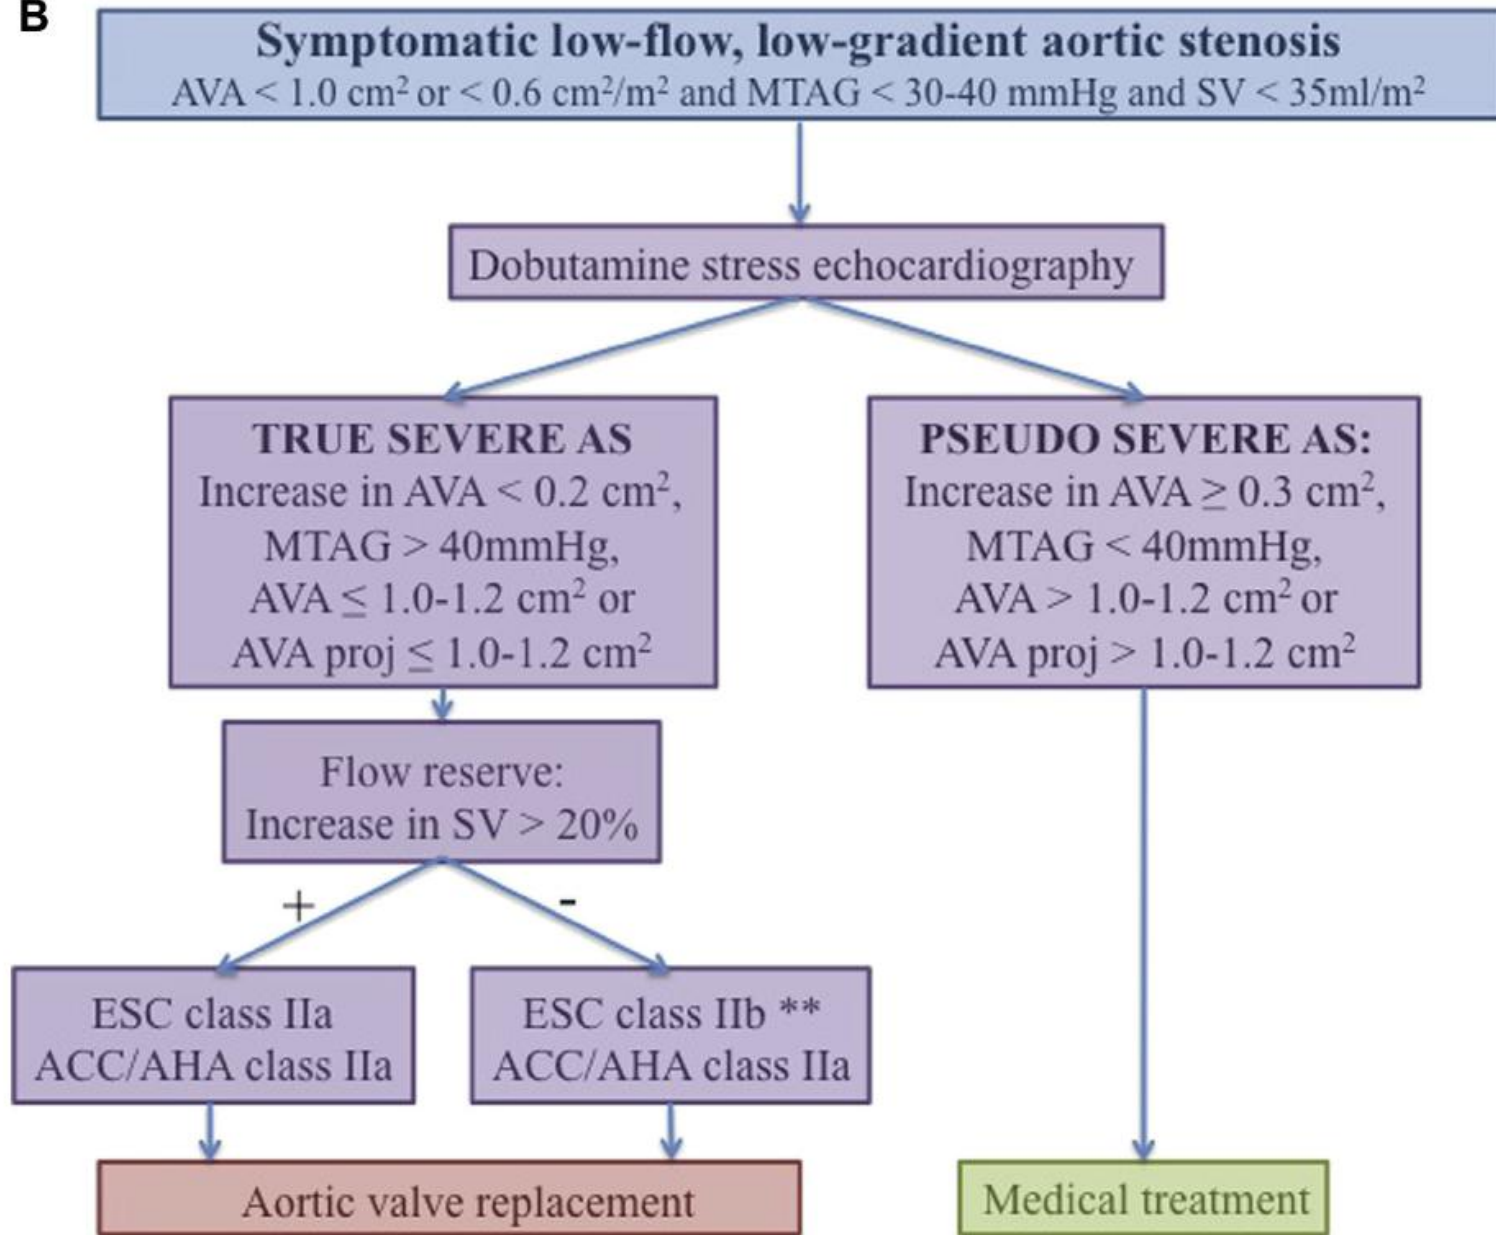 B
Symptomatic low-flow, low-gradient aortic stenosis
AVA < 1.0 cm² or < 0.6 cm²/m² and MTAG < 30-40 mmHg and SV < 35ml/m²
Dobutamine stress echocardiography
TRUE SEVERE AS
Increase in AVA < 0.2 cm²,
MTAG > 40mmHg,
AVA ≤ 1.0-1.2 cm² or
AVA proj ≤ 1.0-1.2 cm²
PSEUDO SEVERE AS:
Increase in AVA ≥ 0.3 cm²,
MTAG < 40mmHg,
AVA > 1.0-1.2 cm² or
AVA proj > 1.0-1.2 cm²
Flow reserve:
Increase in SV > 20%
+
-
ESC class IIa
ACC/AHA class IIa
ESC class IIb **
ACC/AHA class IIa
Aortic valve replacement
Medical treatment